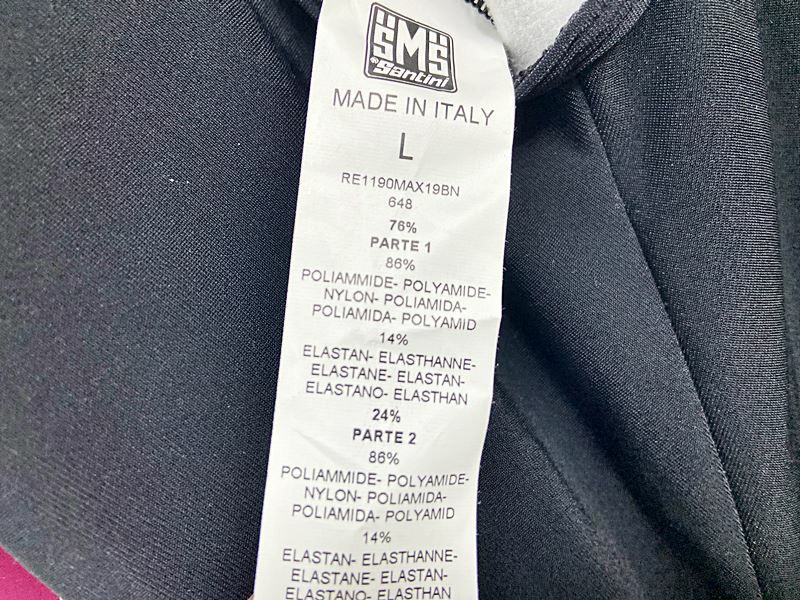 SMS
®Santini
MADE IN ITALY
L
RE1190MAX19BN
648
76%
PARTE 1
86%
POLIAMMIDE- POLYAMIDE-
NYLON- POLIAMIDA-
POLIAMIDA- POLYAMID
14%
ELASTAN- ELASTHANNE-
ELASTANE- ELASTAN-
ELASTANO- ELASTHAN
24%
PARTE 2
86%
POLIAMMIDE- POLYAMIDE-
NYLON- POLIAMIDA-
POLIAMIDA- POLYAMID
14%
ELASTAN- ELASTHANNE-
ELASTANE- ELASTAN-
ELASTANO- ELASTHAN